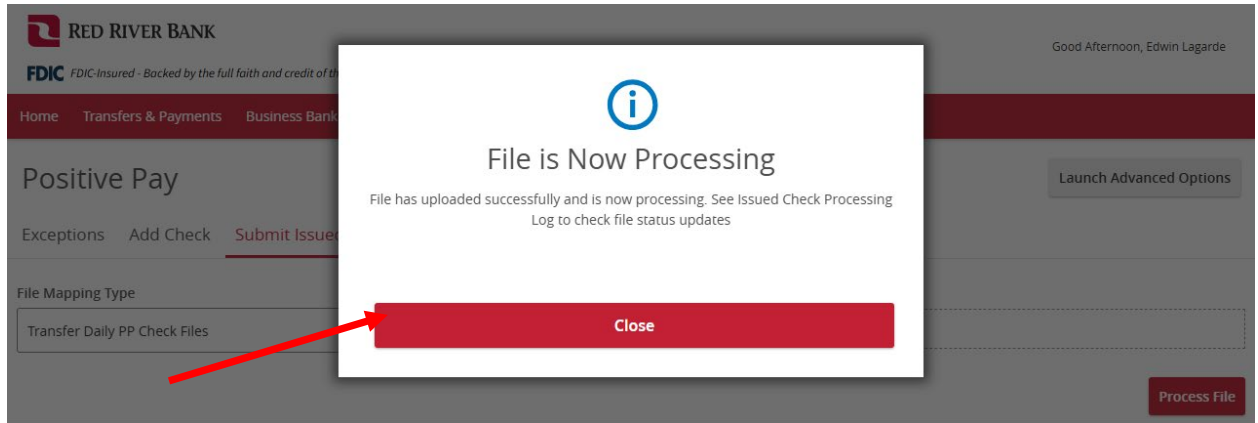 RED RIVER BANK
FDIC FDIC-Insured - Backed by the full faith and credit of th
Good Afternoon, Edwin Lagarde
Home Transfers & Payments Business Bank
Positive Pay
Launch Advanced Options
Exceptions Add Check Submit Issued
File Mapping Type
Transfer Daily PP Check Files
Process File
File is Now Processing
File has uploaded successfully and is now processing. See Issued Check Processing
Log to check file status updates
Close